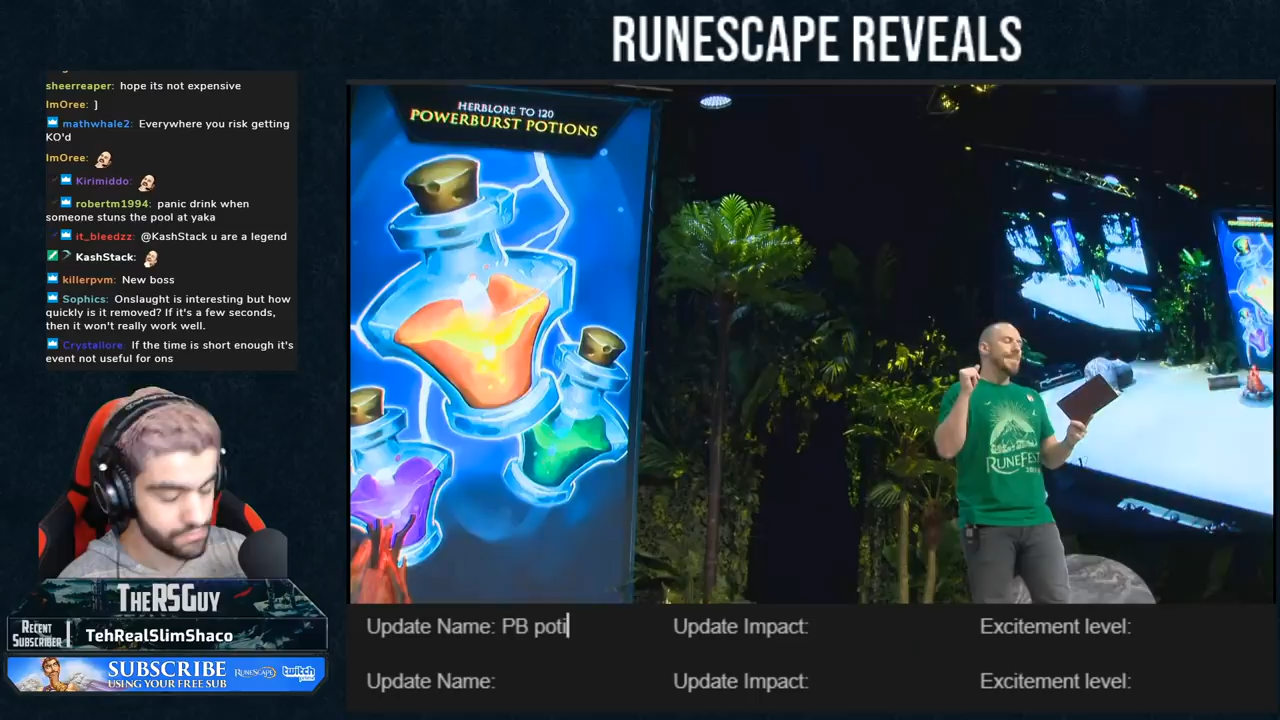 RUNESCAPE REVEALS
sheerreaper: hope its not expensive
ImOree: ]
mathwhale2: Everywhere you risk getting
KO'd
ImOree:
Kirimiddo:
robertm1994: panic drink when
someone stuns the pool at yaka
it_bleedzz: @KashStack u are a legend
KashStack:
killerpvm: New boss
Sophics: Onslaught is interesting but how
quickly is it removed? If it's a few seconds,
then it won't really work well.
Crystallore: If the time is short enough it's
event not useful for ons
HERBLORE TO 120
POWERBURST POTIONS
RUNEFEST
THERSGUY
RECENT
SUBSCRIBER
TehRealSlimShaco
SUBSCRIBE
USING YOUR FREE SUB
RUNESCAPE
twitch
prime
Update Name: PB poti
Update Impact:
Excitement level:
Update Name:
Update Impact:
Excitement level: